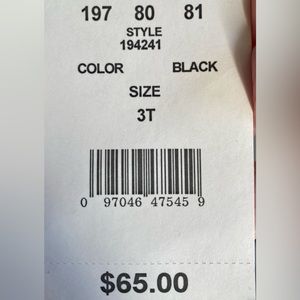 197 80 81
STYLE
194241
COLOR BLACK
SIZE
3T
0 97046 47545 9
$65.00